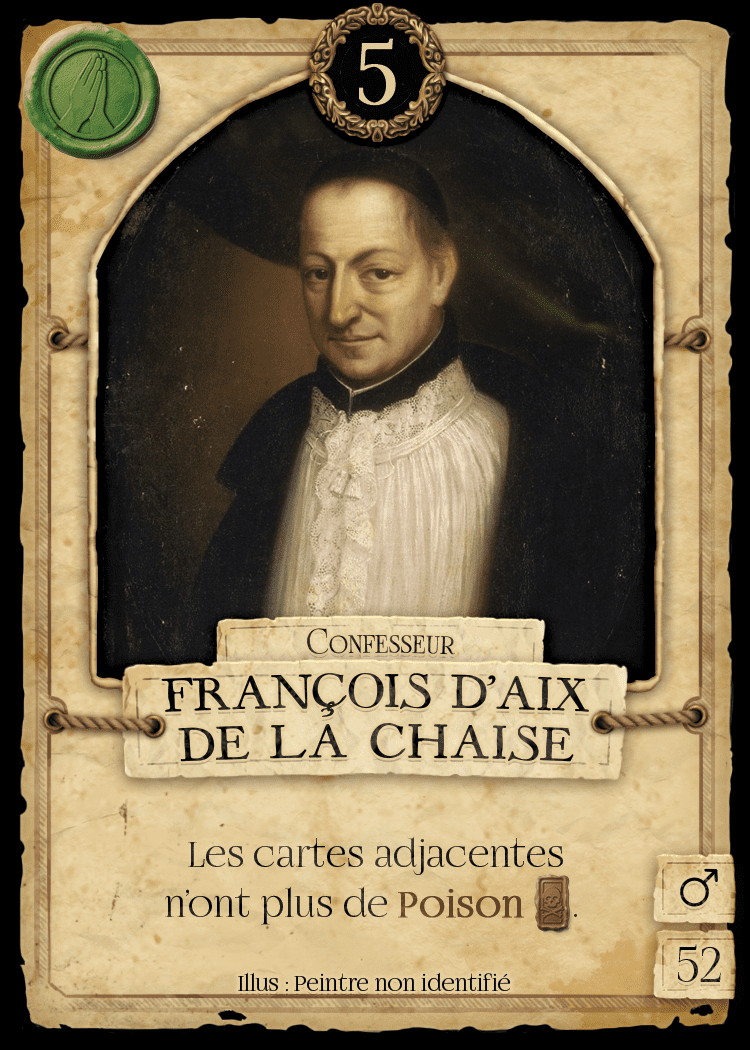 5
Confesseur
FRANÇOIS D'AIX
DE LA CHAISE
Les cartes adjacentes
n'ont plus de Poison .
♂
52
Illus : Peintre non identifié